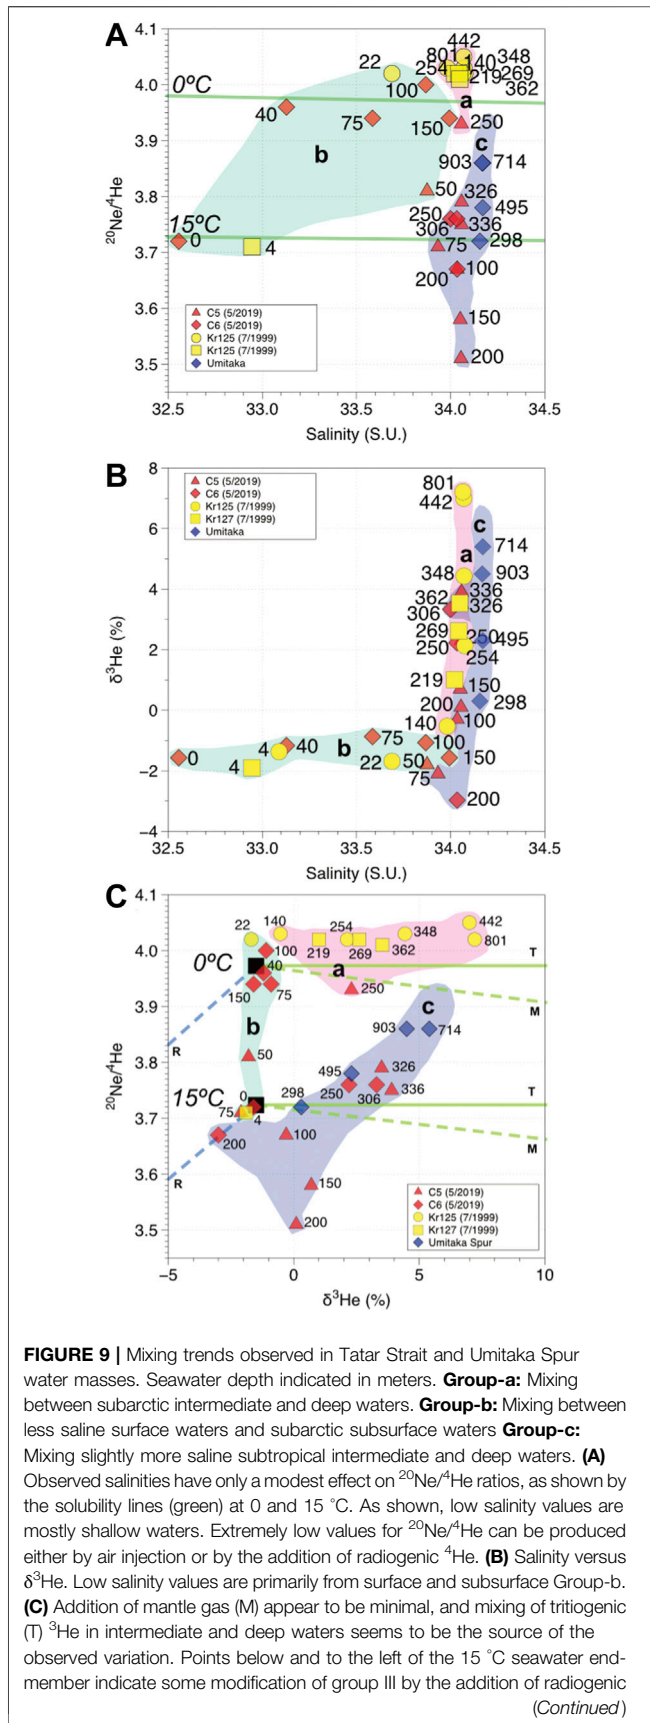 A
4.1
4.0
3.9
3.8
3.7
3.6
3.5
20Ne/4He
0ºC
15ºC
442
22
801
348
254
140
100
219
269
362
40
75
150
a
250
b
c
903
714
50
326
495
250
306
336
0
4
75
298
200
100
150
200
C5 (5/2019)
C6 (5/2019)
Kr125 (7/1999)
Kr125 (7/1999)
Umitaka
32.5
33.0
33.5
34.0
34.5
Salinity (S.U.)
B
8
6
4
2
0
−2
−4
δ3He (%)
C5 (5/2019)
C6 (5/2019)
Kr125 (7/1999)
Kr127 (7/1999)
Umitaka
801
442
c
714
a
348
903
336
362
326
306
269
250
250
495
254
219
150
200
298
140
100
0
4
40
b
75
100
150
4
22
50
75
200
32.5
33.0
33.5
34.0
34.5
Salinity (S.U.)
C
4.1
4.0
3.9
3.8
3.7
3.6
3.5
20Ne/4He
22
140
254
348
442
219
269
362
801
100
0ºC
40
a
T
150
75
250
M
b
c
903
714
R
50
326
495
15ºC
0
298
250
306
336
T
75
4
M
200
100
R
150
200
C5 (5/2019)
C6 (5/2019)
Kr125 (7/1999)
Kr127 (7/1999)
Umitaka Spur
−5
0
5
10
δ3He (%)
FIGURE 9 | Mixing trends observed in Tatar Strait and Umitaka Spur
water masses. Seawater depth indicated in meters. Group-a: Mixing
between subarctic intermediate and deep waters. Group-b: Mixing between
less saline surface waters and subarctic subsurface waters Group-c:
Mixing slightly more saline subtropical intermediate and deep waters. (A)
Observed salinities have only a modest effect on 20Ne/4He ratios, as shown by
the solubility lines (green) at 0 and 15 °C. As shown, low salinity values are
mostly shallow waters. Extremely low values for 20Ne/4He can be produced
either by air injection or by the addition of radiogenic 4He. (B) Salinity versus
δ3He. Low salinity values are primarily from surface and subsurface Group-b.
(C) Addition of mantle gas (M) appear to be minimal, and mixing of tritiogenic
(T) 3He in intermediate and deep waters seems to be the source of the
observed variation. Points below and to the left of the 15 °C seawater end-
member indicate some modification of group III by the addition of radiogenic
(Continued)